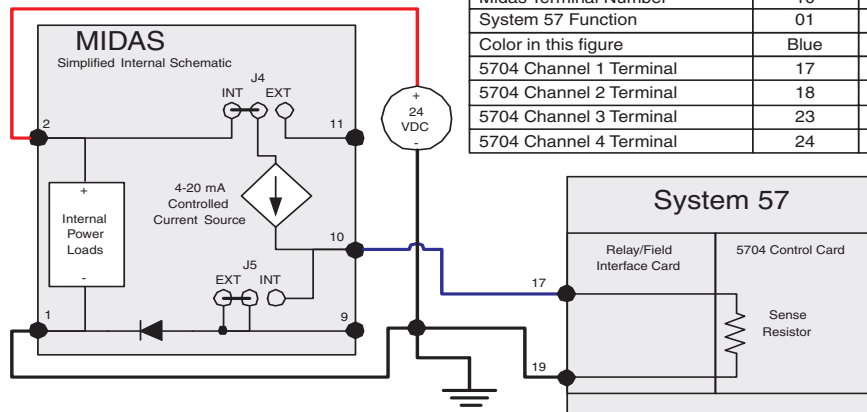 Midas Terminal Number 10
System 57 Function 01
Color in this figure Blue
5704 Channel 1 Terminal 17
5704 Channel 2 Terminal 18
5704 Channel 3 Terminal 23
5704 Channel 4 Terminal 24
MIDAS
Simplified Internal Schematic
J4
INT EXT
+
24
VDC
-
2
11
+
Internal
Power
Loads
-
4-20 mA
Controlled
Current Source
10
J5
EXT INT
1
9
System 57
Relay/Field
Interface Card
5704 Control Card
17
Sense
Resistor
19